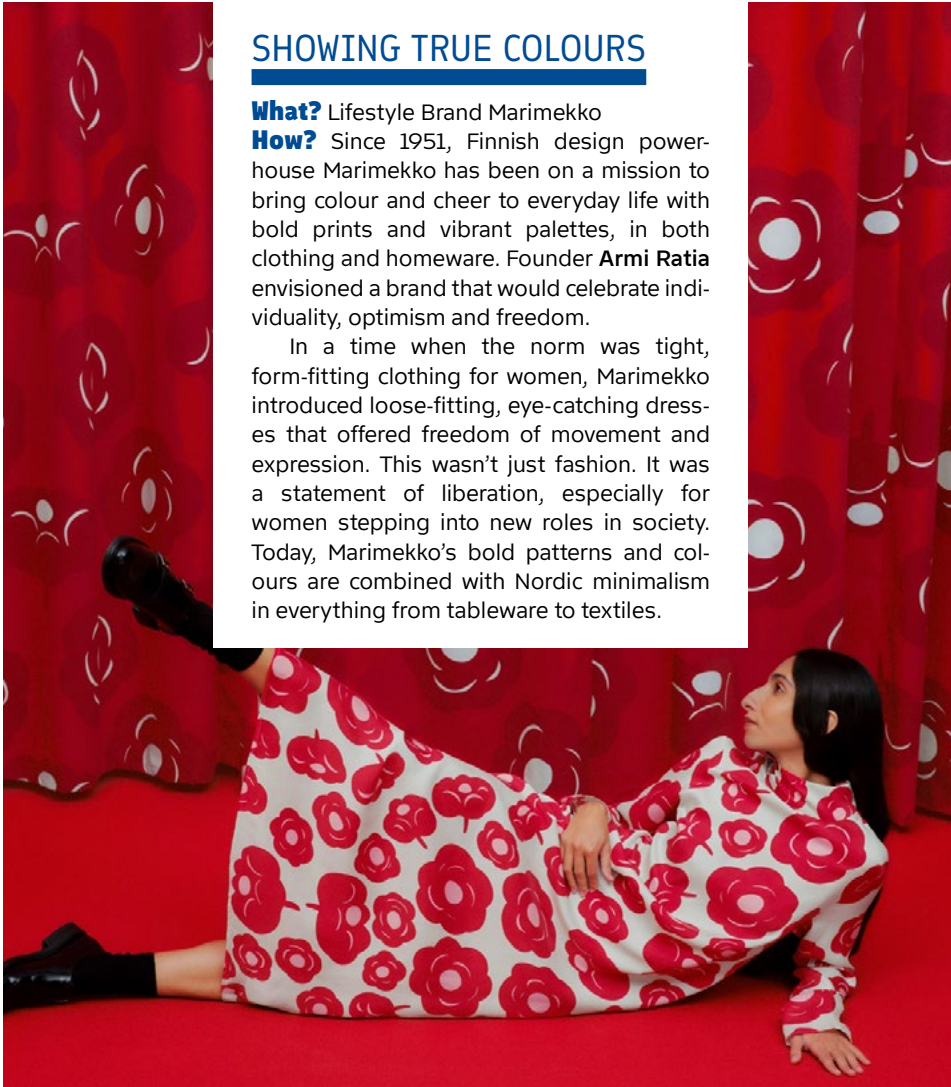 SHOWING TRUE COLOURS
What? Lifestyle Brand Marimekko
How? Since 1951, Finnish design power-
house Marimekko has been on a mission to
bring colour and cheer to everyday life with
bold prints and vibrant palettes, in both
clothing and homeware. Founder Armi Ratia
envisioned a brand that would celebrate indi-
viduality, optimism and freedom.
In a time when the norm was tight,
form-fitting clothing for women, Marimekko
introduced loose-fitting, eye-catching dress-
es that offered freedom of movement and
expression. This wasn't just fashion. It was
a statement of liberation, especially for
women stepping into new roles in society.
Today, Marimekko's bold patterns and col-
ours are combined with Nordic minimalism
in everything from tableware to textiles.